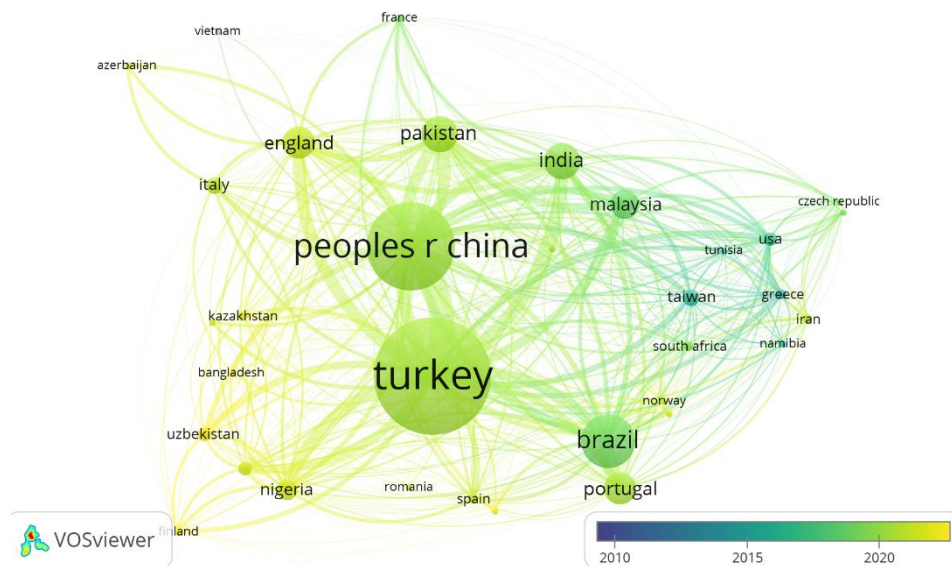 france
vietnam
azerbaijan
pakistan
england
india
italy
malaysia
czech republic
peoples r china
usa
tunisia
taiwan
greece
kazakhstan
iran
south africa
namibia
bangladesh
turkey
norway
uzbekistan
brazil
nigeria
romania
spain
portugal
finland
VOSviewer
2010
2015
2020